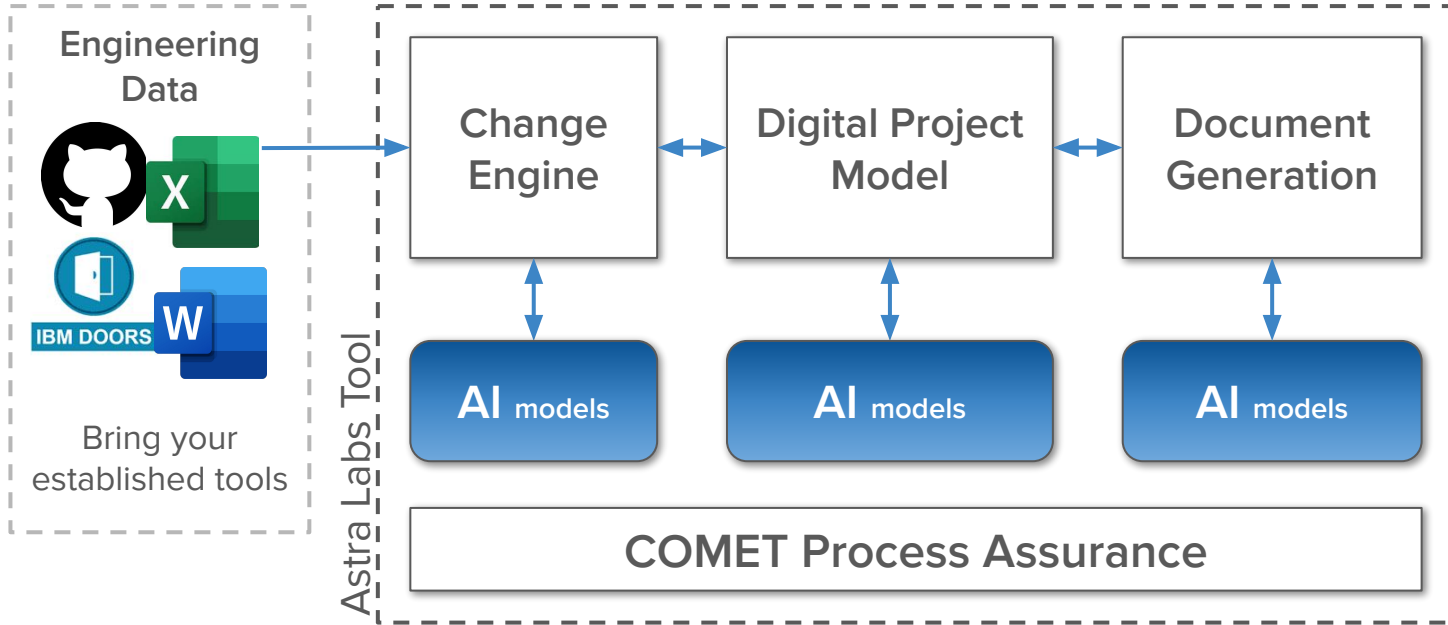 Engineering
Data
X
IBM DOORS
W
Bring your
established tools
Astra Labs Tool
Change
Engine
Digital Project
Model
Document
Generation
AI models
AI models
AI models
COMET Process Assurance